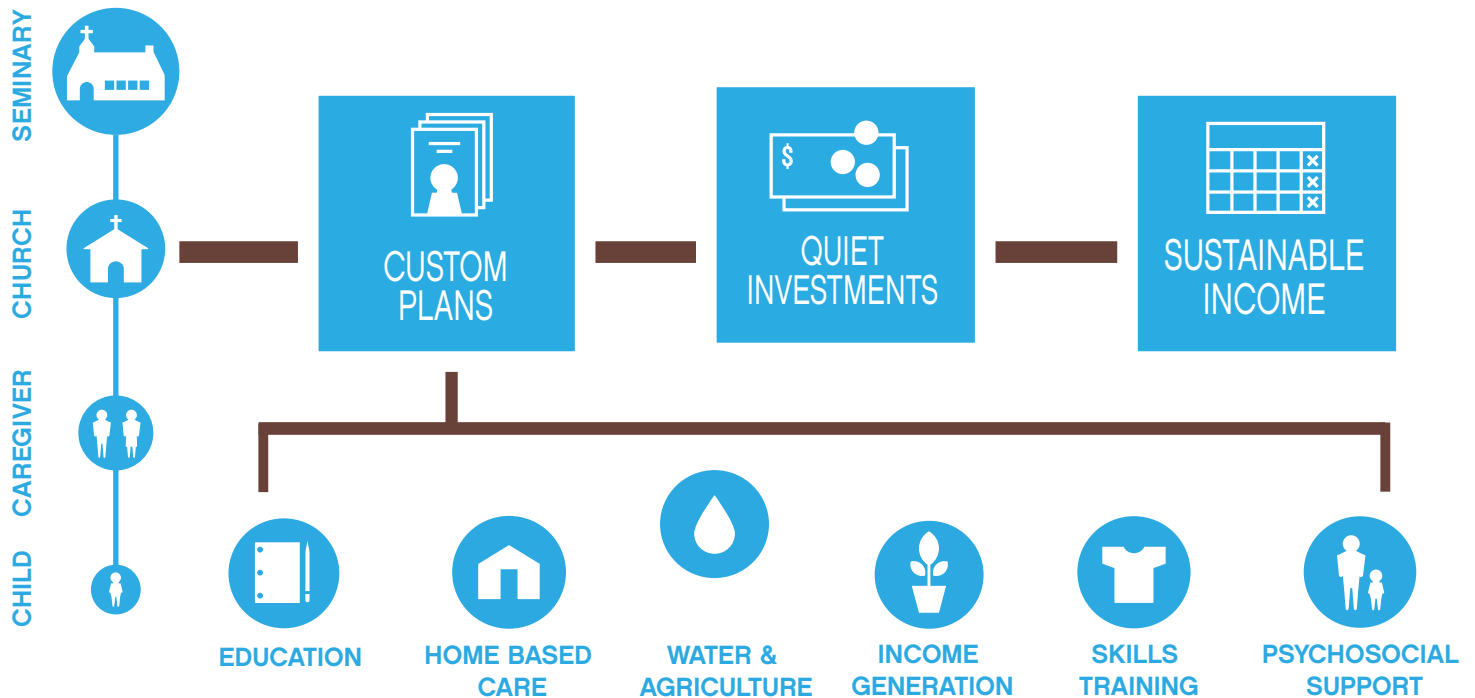 SEMINARY
CHURCH
CAREGIVER
CHILD
CUSTOM
PLANS
$
QUIET
INVESTMENTS
SUSTAINABLE
INCOME
EDUCATION
HOME BASED
CARE
WATER &
AGRICULTURE
INCOME
GENERATION
SKILLS
TRAINING
PSYCHOSOCIAL
SUPPORT